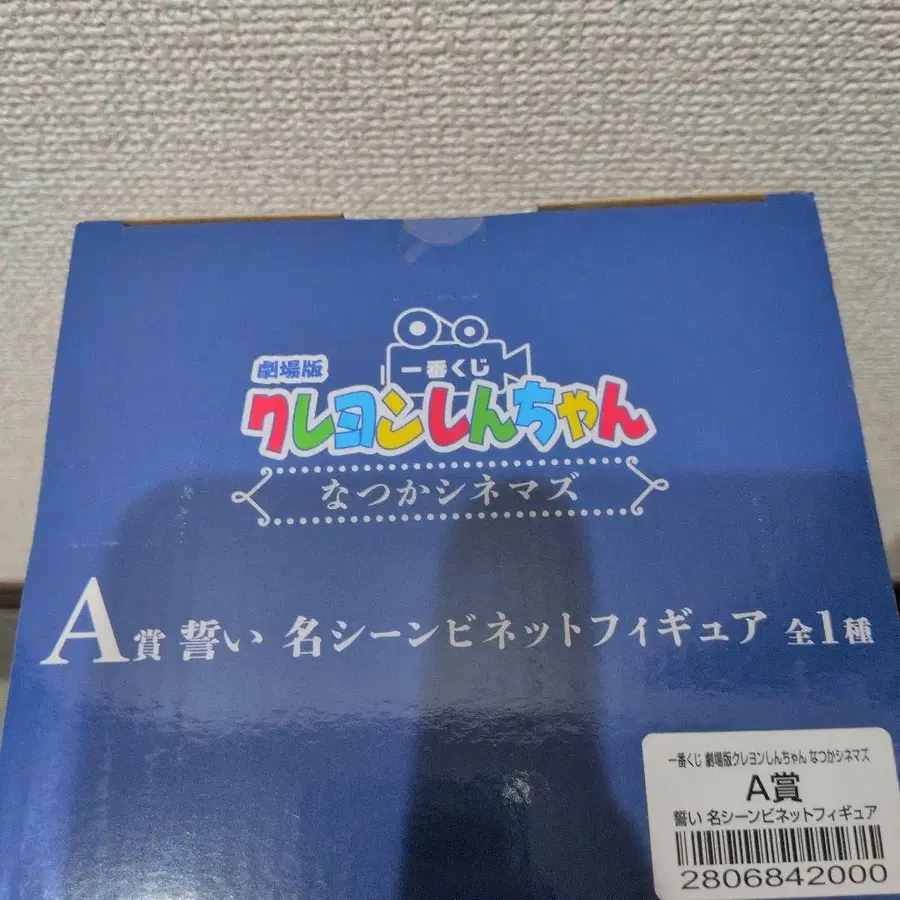 一番くじ
劇場版
クレヨンしんちゃん
なつかシネマズ
A賞 誓い 名シーンビネットフィギュア 全1種
一番くじ 劇場版クレヨンしんちゃん なつかシネマズ
A賞
誓い 名シーンビネットフィギュア
2806842000